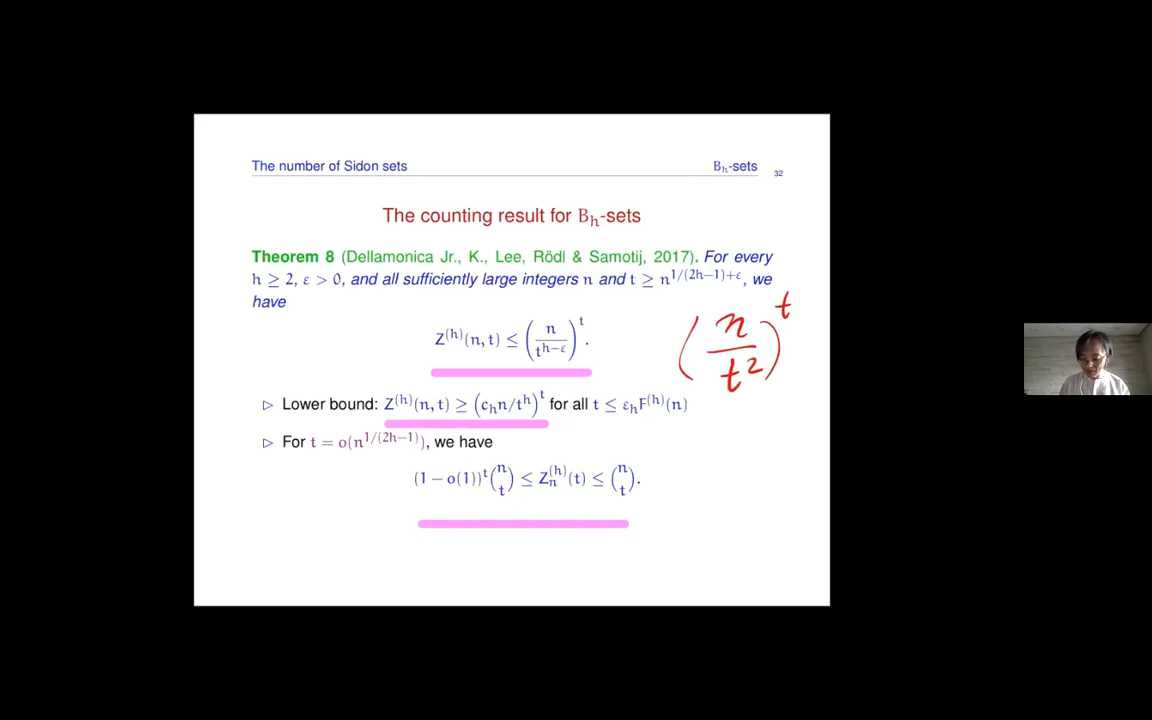 The number of Sidon sets
B_h-sets
32
The counting result for B_h-sets
Theorem 8 (Dellamonica Jr., K., Lee, Rödl & Samotij, 2017). For every
h ≥ 2, ε > 0, and all sufficiently large integers n and t ≥ n^{1/(2h−1)+ε}, we
have
Z^{(h)}(n, t) ≤ (n / t^{h−ε})^t.
(n / t^2)^t
▷ Lower bound: Z^{(h)}(n, t) ≥ (c_h n/t^h)^t for all t ≤ ε_h F^{(h)}(n)
▷ For t = o(n^{1/(2h−1)}), we have
(1 − o(1))^t (n t) ≤ Z_n^{(h)}(t) ≤ (n t).